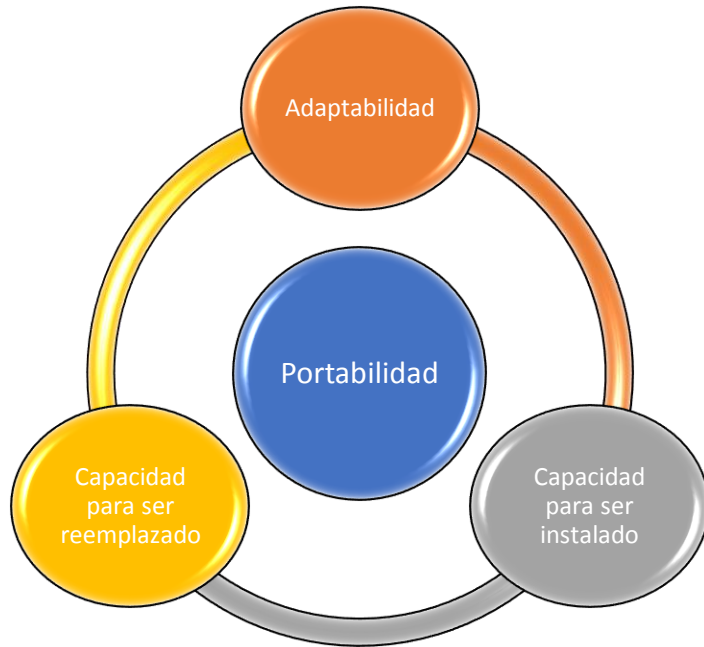 Adaptabilidad
Portabilidad
Capacidad
para ser
reemplazado
Capacidad
para ser
instalado